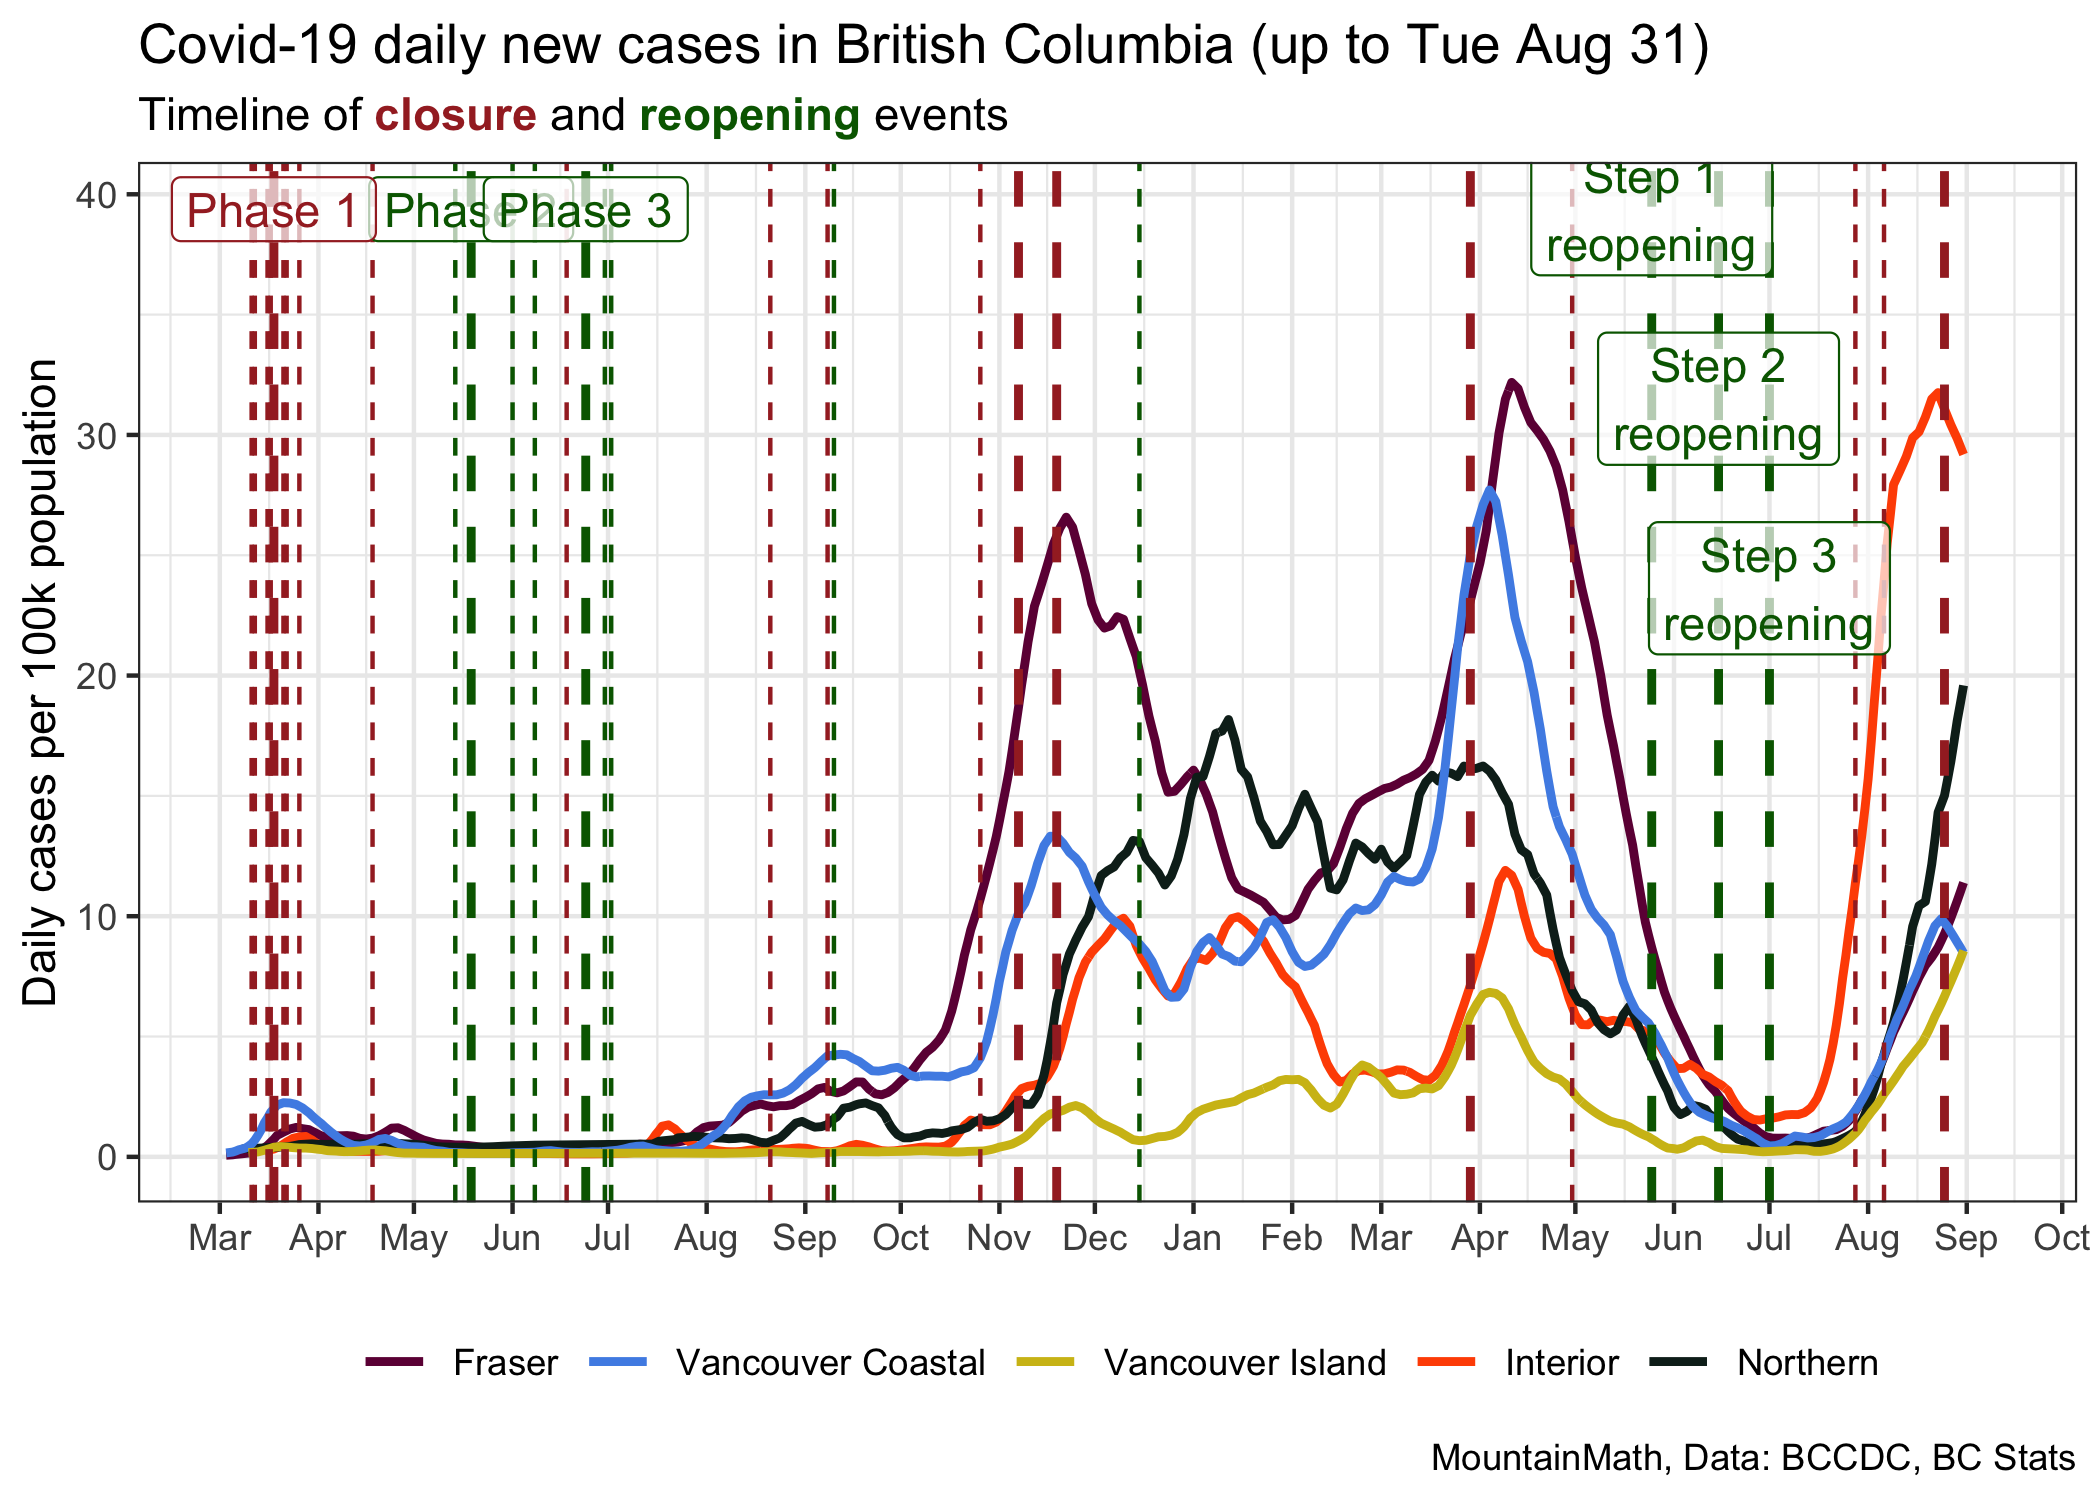 Covid-19 daily new cases in British Columbia (up to Tue Aug 31)
Timeline of closure and reopening events
Daily cases per 100k population
40
30
20
10
0
Phase 1
Phase 2
Phase 3
Step 1
reopening
Step 2
reopening
Step 3
reopening
Mar Apr May Jun Jul Aug Sep Oct Nov Dec Jan Feb Mar Apr May Jun Jul Aug Sep Oct
Fraser Vancouver Coastal Vancouver Island Interior Northern
MountainMath, Data: BCCDC, BC Stats